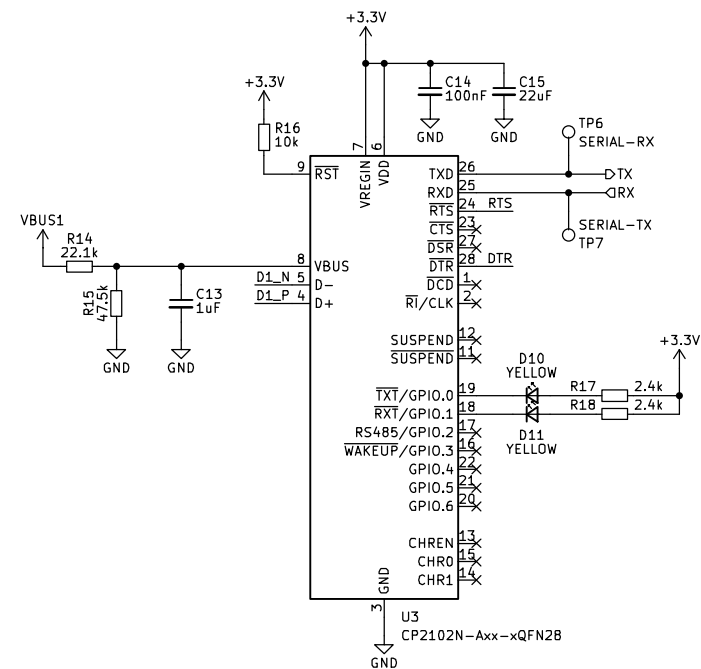 +3.3V
+3.3V
C14
100nF
C15
22uF
GND
GND
R16
10k
TP6
SERIAL-RX
7
6
VREGIN
VDD
9
RST
TXD
26
TX
RXD
25
RX
RTS
24
RTS
CTS
23
SERIAL-TX
TP7
DSR
27
DTR
28
DTR
DCD
1
RI/CLK
2
VBUS1
R14
22.1k
8
VBUS
D1_N
5
D-
D1_P
4
D+
R15
47.5k
C13
1uF
GND
GND
SUSPEND
12
SUSPEND
11
+3.3V
D10
YELLOW
TXT/GPIO.0
19
R17
2.4k
RXT/GPIO.1
18
R18
2.4k
D11
YELLOW
RS485/GPIO.2
17
WAKEUP/GPIO.3
16
GPIO.4
22
GPIO.5
21
GPIO.6
20
CHREN
13
CHR0
15
CHR1
14
GND
3
U3
CP2102N-Axx-xQFN28
GND